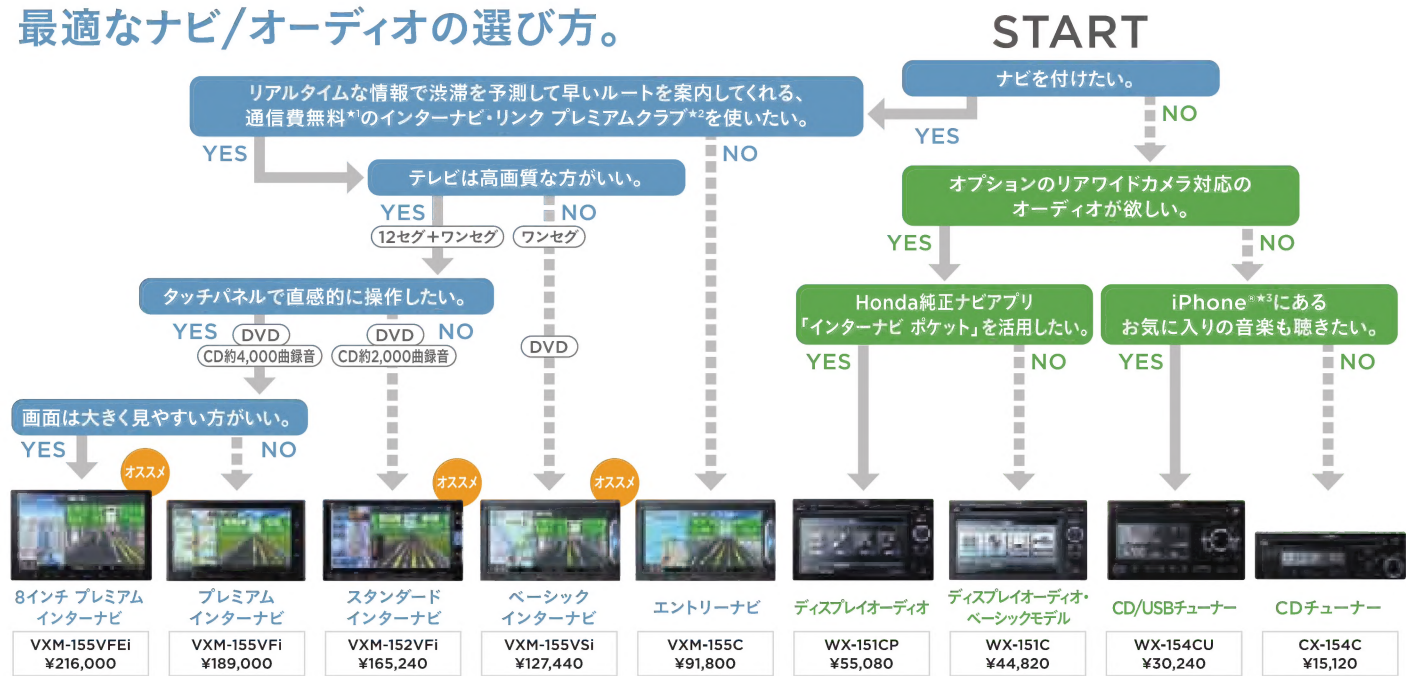 最適なナビ/オーディオの選び方。
START
ナビを付けたい。
YES
NO
リアルタイムな情報で渋滞を予測して早いルートを案内してくれる、
通信費無料★1のインターナビ・リンク プレミアムクラブ★2を使いたい。
YES
NO
テレビは高画質な方がいい。
YES
NO
12セグ+ワンセグ
ワンセグ
タッチパネルで直感的に操作したい。
YES
NO
DVD
CD約4,000曲録音
DVD
CD約2,000曲録音
DVD
画面は大きく見やすい方がいい。
YES
NO
オプションのリアワイドカメラ対応の
オーディオが欲しい。
YES
NO
Honda純正ナビアプリ
「インターナビ ポケット」を活用したい。
YES
NO
iPhone®★3にある
お気に入りの音楽も聴きたい。
YES
NO
オススメ
オススメ
オススメ
8インチ プレミアム
インターナビ
VXM-155VFEi
¥216,000
プレミアム
インターナビ
VXM-155VFi
¥189,000
スタンダード
インターナビ
VXM-152VFi
¥165,240
ベーシック
インターナビ
VXM-155VSi
¥127,440
エントリーナビ
VXM-155C
¥91,800
ディスプレイオーディオ
WX-151CP
¥55,080
ディスプレイオーディオ・
ベーシックモデル
WX-151C
¥44,820
CD/USBチューナー
WX-154CU
¥30,240
CDチューナー
CX-154C
¥15,120